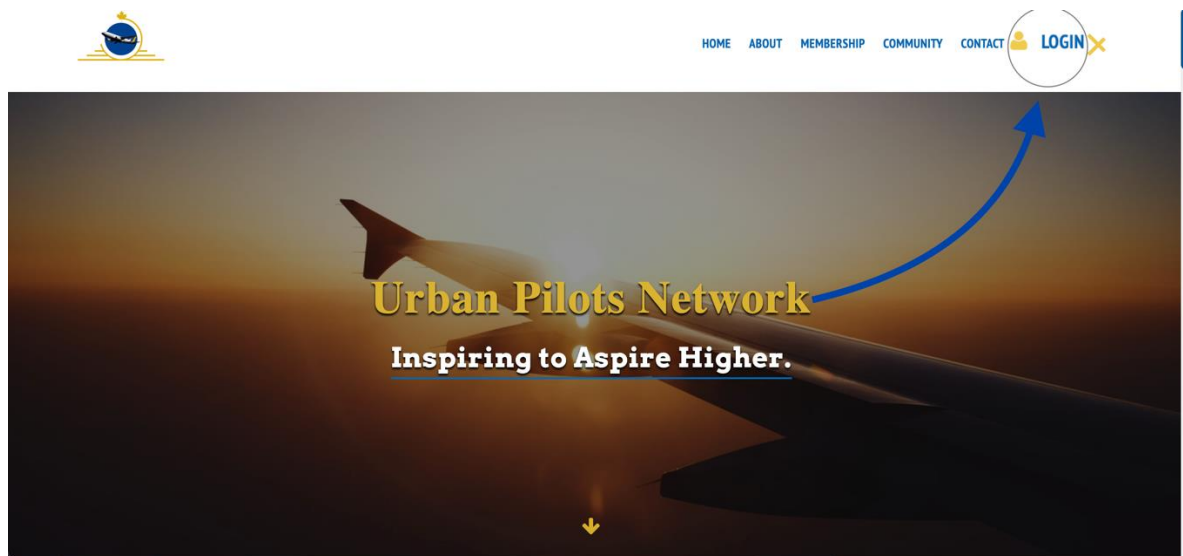 HOME ABOUT MEMBERSHIP COMMUNITY CONTACT LOGIN
Urban Pilots Network
Inspiring to Aspire Higher.